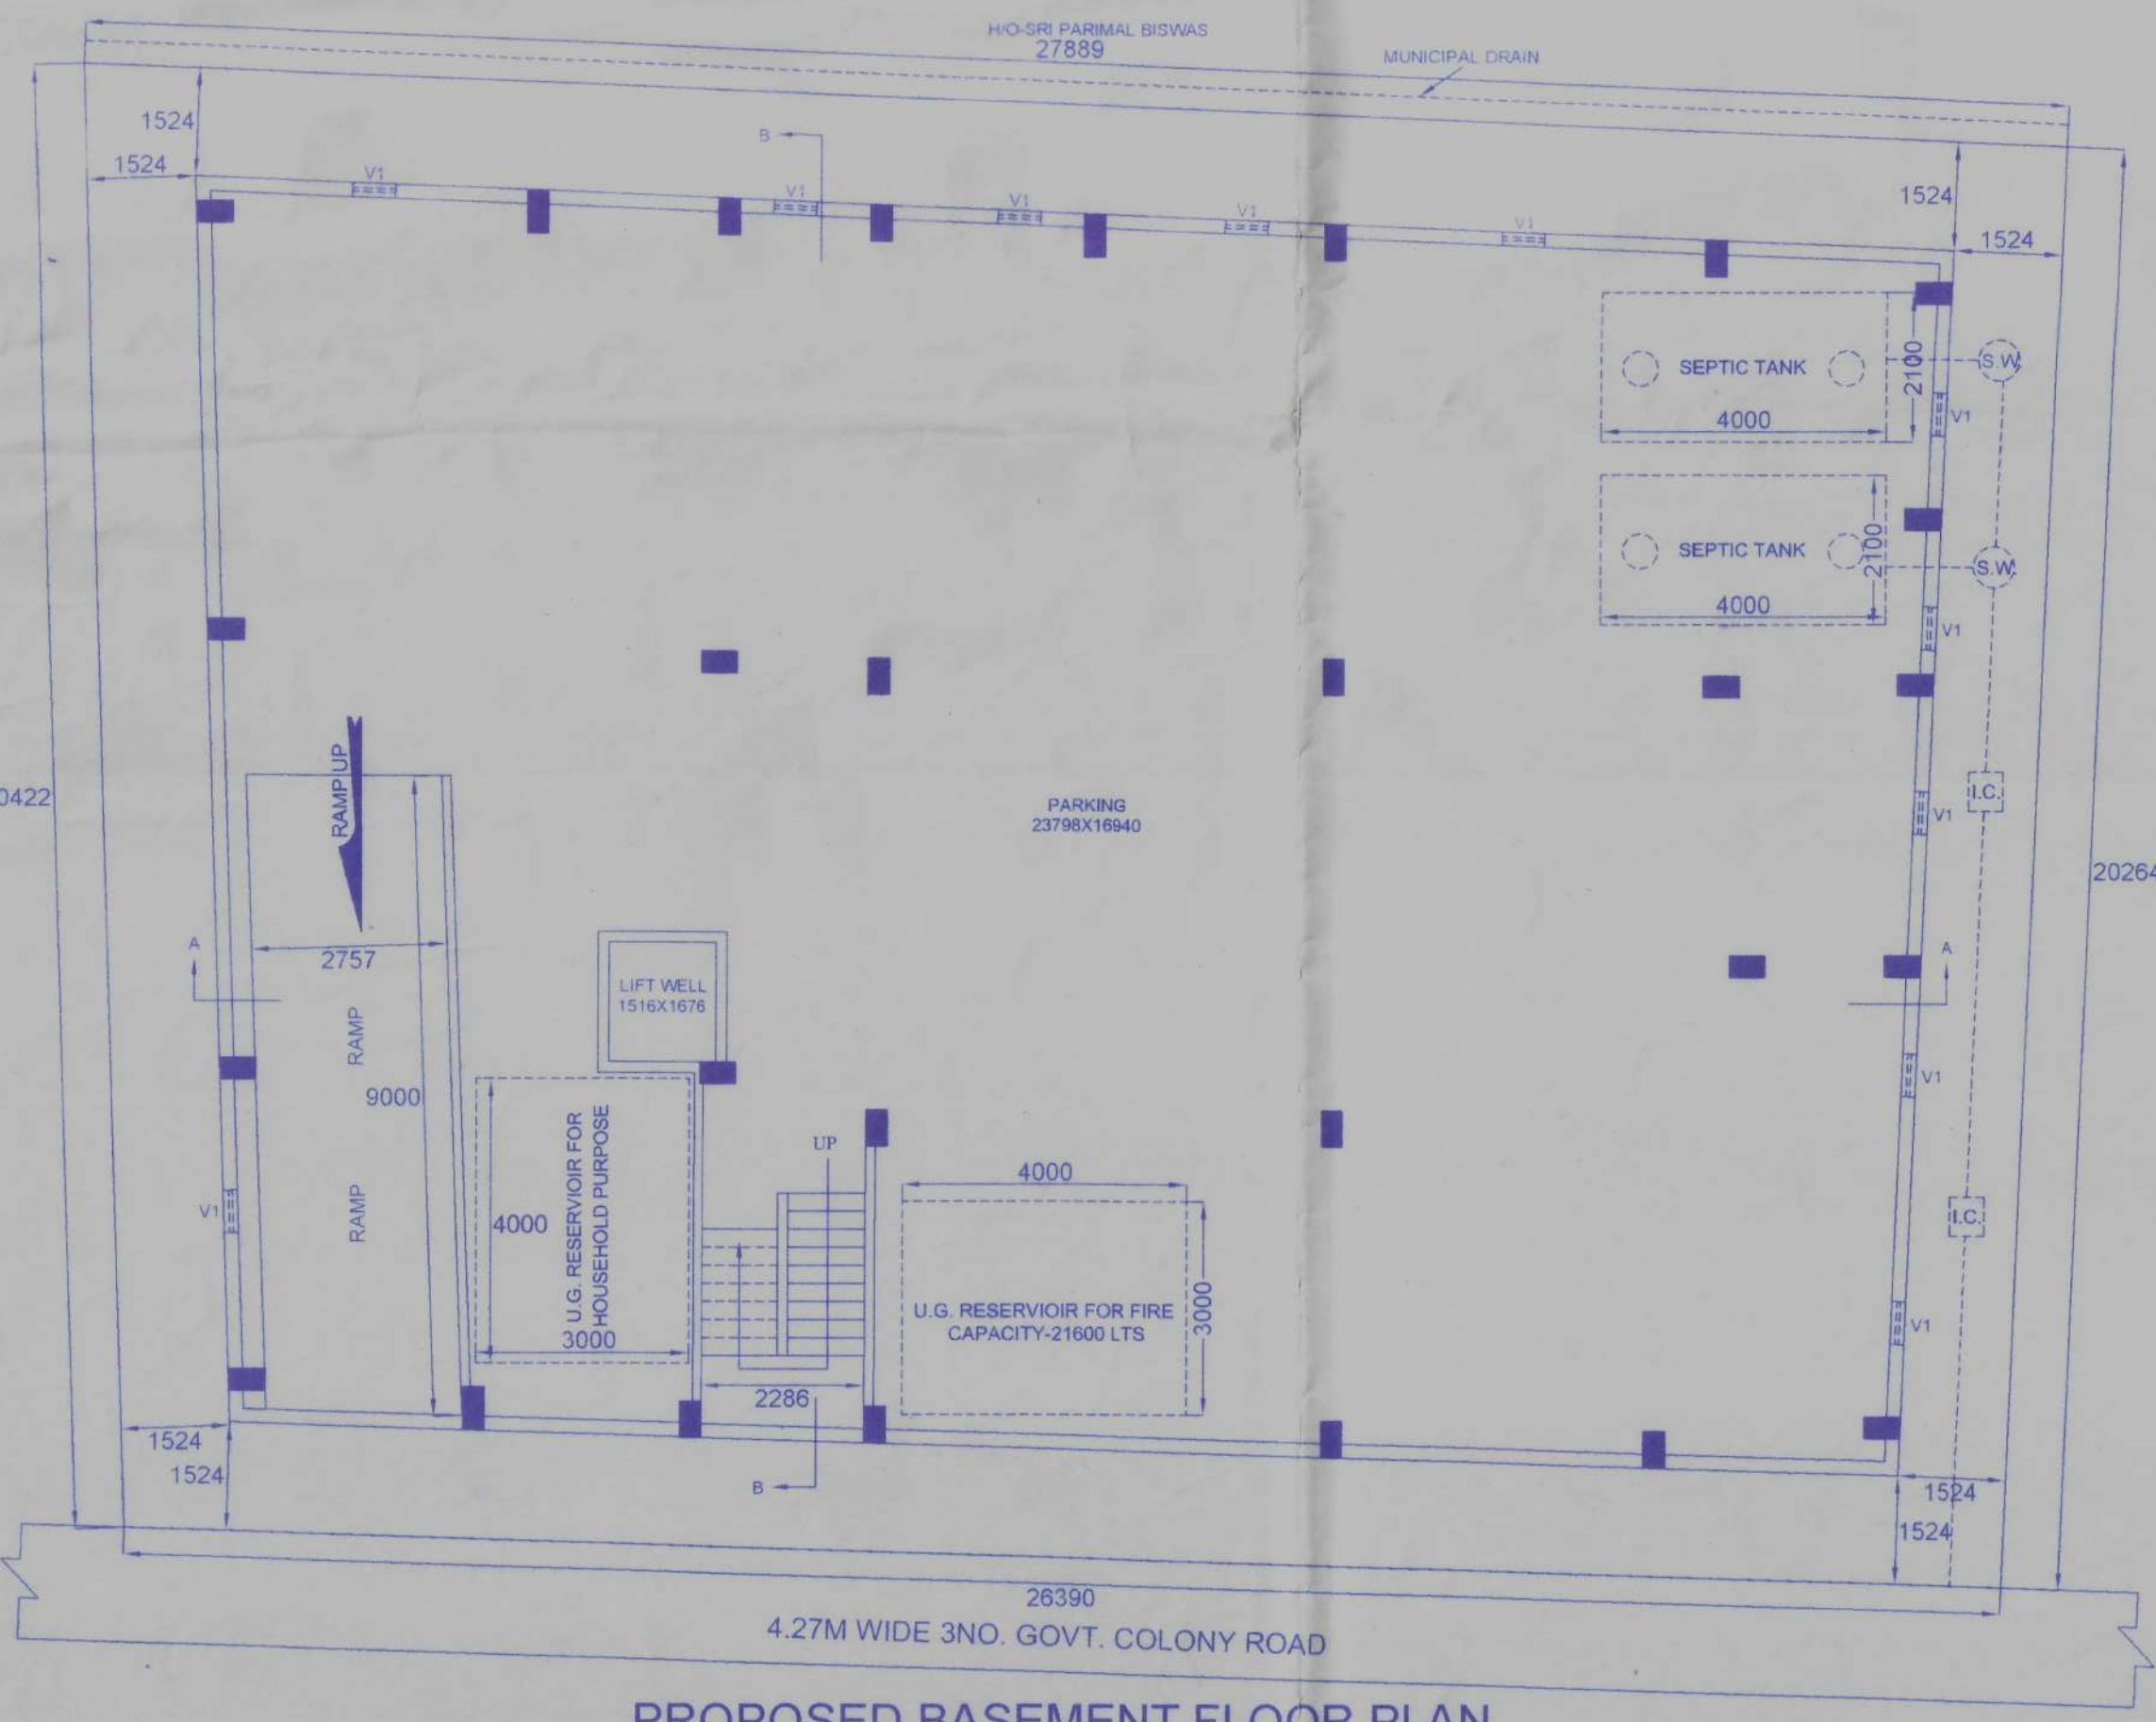 H/O-SRI PARIMAL BISWAS
27889
MUNICIPAL DRAIN
1524
1524
B
V1
V1
V1
V1
V1
1524
1524
SEPTIC TANK
4000
2100
S.W
V1
SEPTIC TANK
4000
2100
S.W.
V1
RAMP UP
0422
PARKING
23798X16940
I.C.
V1
20264
A
2757
LIFT WELL
1516X1676
A
RAMP
9000
V1
U.G. RESERVIOIR FOR
HOUSEHOLD PURPOSE
4000
3000
UP
4000
RAMP
V1
I.C.
U.G. RESERVIOIR FOR FIRE
CAPACITY-21600 LTS
3000
V1
2286
1524
1524
B
1524
1524
26390
4.27M WIDE 3NO. GOVT. COLONY ROAD
PROPOSED BASEMENT FLOOR PLAN